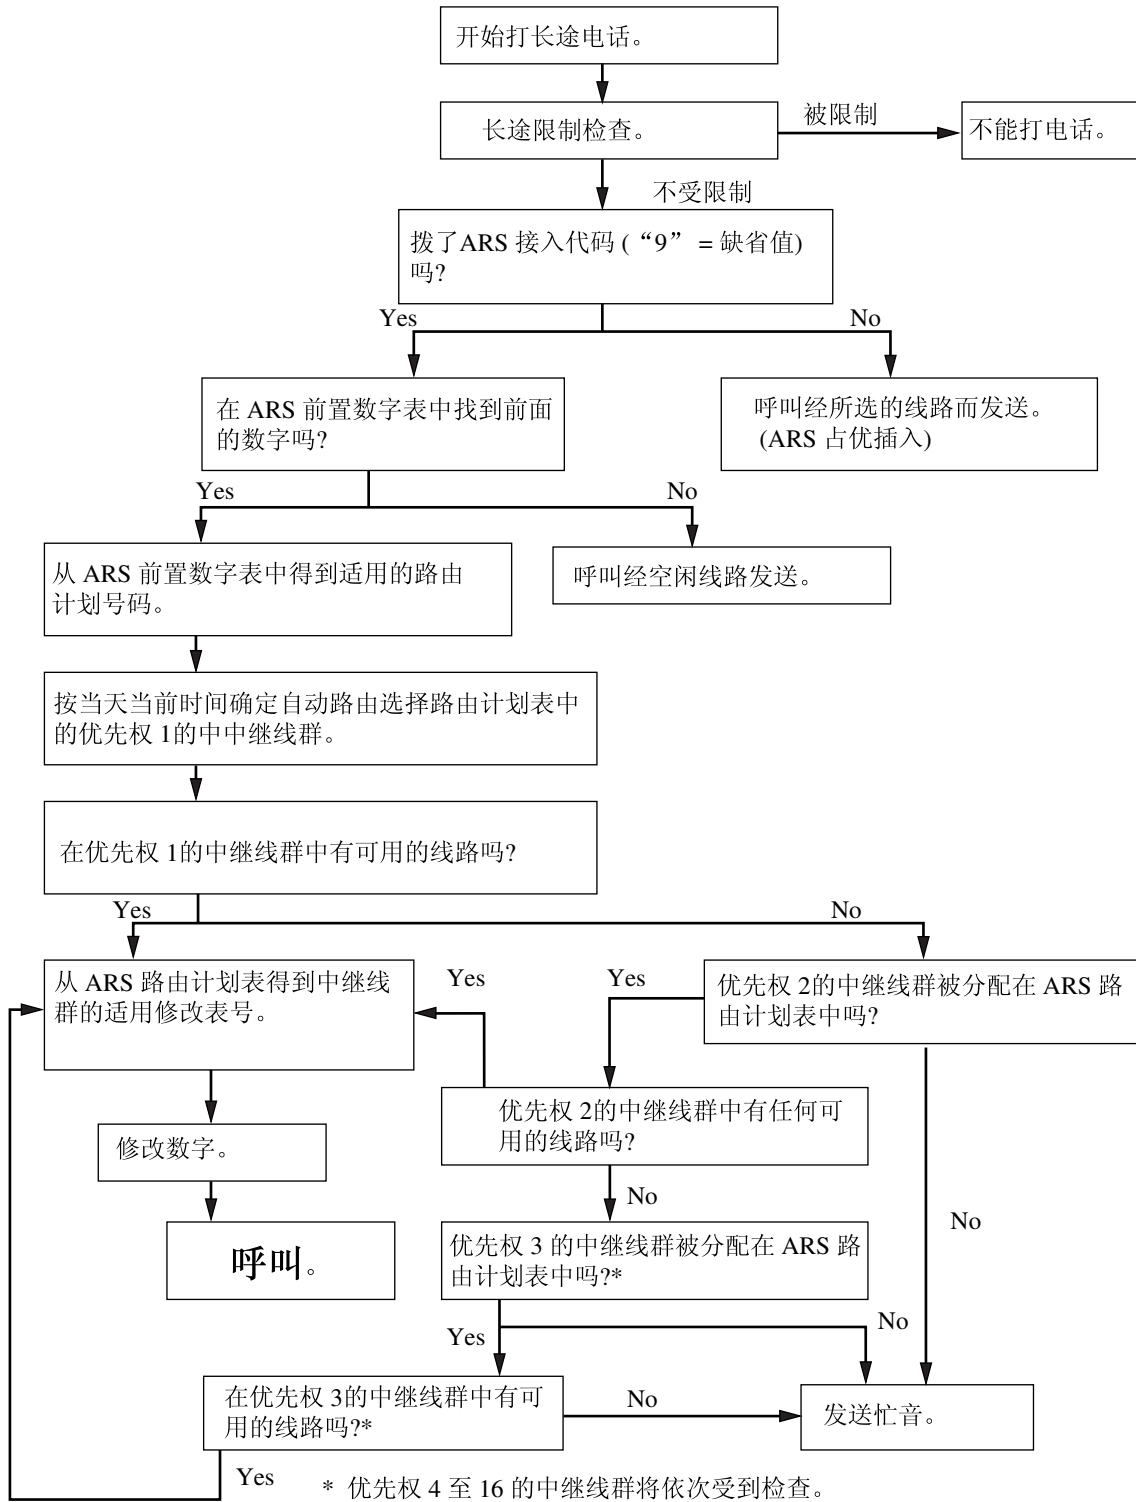 开始打长途电话。
长途限制检查。
被限制
不能打电话。
不受限制
拨了ARS 接入代码 (“9” = 缺省值)
吗?
Yes
No
在 ARS 前置数字表中找到前面
的数字吗?
呼叫经所选的线路而发送。
(ARS 占优插入)
Yes
No
从 ARS 前置数字表中得到适用的路由
计划号码。
呼叫经空闲线路发送。
按当天当前时间确定自动路由选择路由计划表中
的优先权 1的中中继线群。
在优先权 1的中继线群中有可用的线路吗?
Yes
No
从 ARS 路由计划表得到中继线
群的适用修改表号。
Yes
Yes
优先权 2的中继线群被分配在 ARS 路
由计划表中吗?
优先权 2的中继线群中有任何可
用的线路吗?
修改数字。
No
No
呼叫。
优先权 3 的中继线群被分配在 ARS 路
由计划表中吗?*
Yes
No
在优先权 3的中继线群中有可
用的线路吗?*
No
发送忙音。
Yes
* 优先权 4 至 16 的中继线群将依次受到检查。